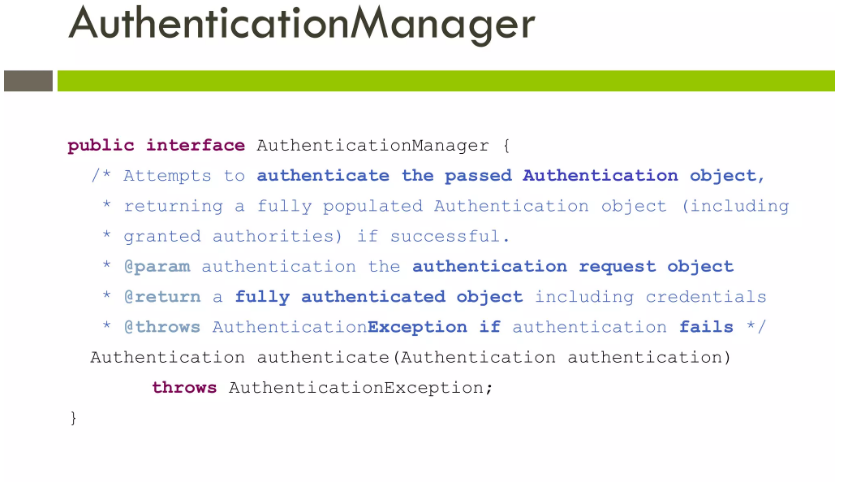 AuthenticationManager
public interface AuthenticationManager {
/* Attempts to authenticate the passed Authentication object,
* returning a fully populated Authentication object (including
* granted authorities) if successful.
* @param authentication the authentication request object
* @return a fully authenticated object including credentials
* @throws AuthenticationException if authentication fails */
Authentication authenticate(Authentication authentication)
throws AuthenticationException;
}